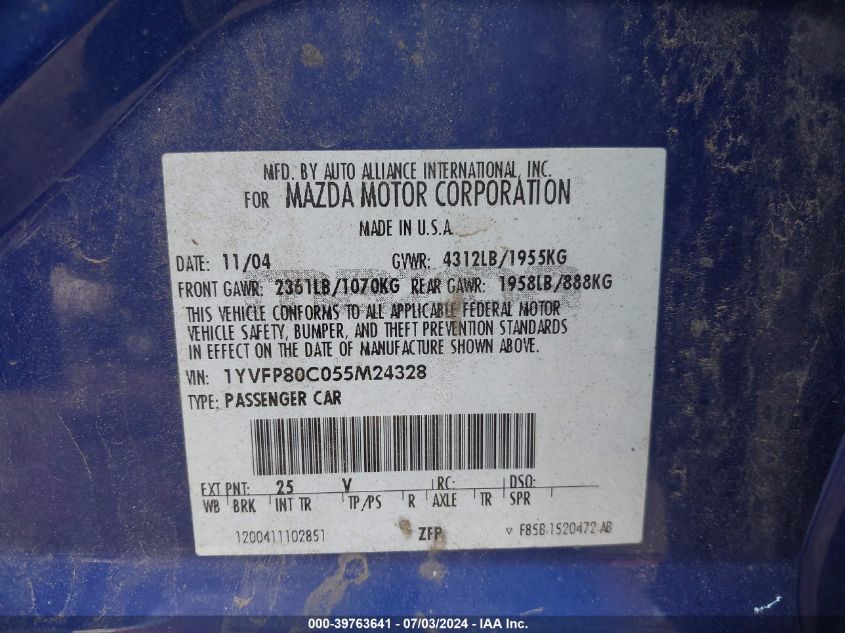 MFD. BY AUTO ALLIANCE INTERNATIONAL, INC.
FOR MAZDA MOTOR CORPORATION
MADE IN U.S.A
DATE: 11/04 GVWR: 4312LB/1955KG
FRONT GAWR: 2361LB/1070KG REAR GAWR: 1958LB/888KG
THIS VEHICLE CONFORMS TO ALL APPLICABLE FEDERAL MOTOR
VEHICLE SAFETY, BUMPER, AND THEFT PREVENTION STANDARDS
IN EFFECT ON THE DATE OF MANUFACTURE SHOWN ABOVE.
VIN: 1YVFP80C055M24328
TYPE: PASSENGER CAR
EXT PNT: 25 V RC: DSO:
WB BRK INT TR TP/PS R AXLE TR SPR
1200411102851 ZFP ▽ F85B-1520472-AB
000-39763641 - 07/03/2024 - IAA Inc.